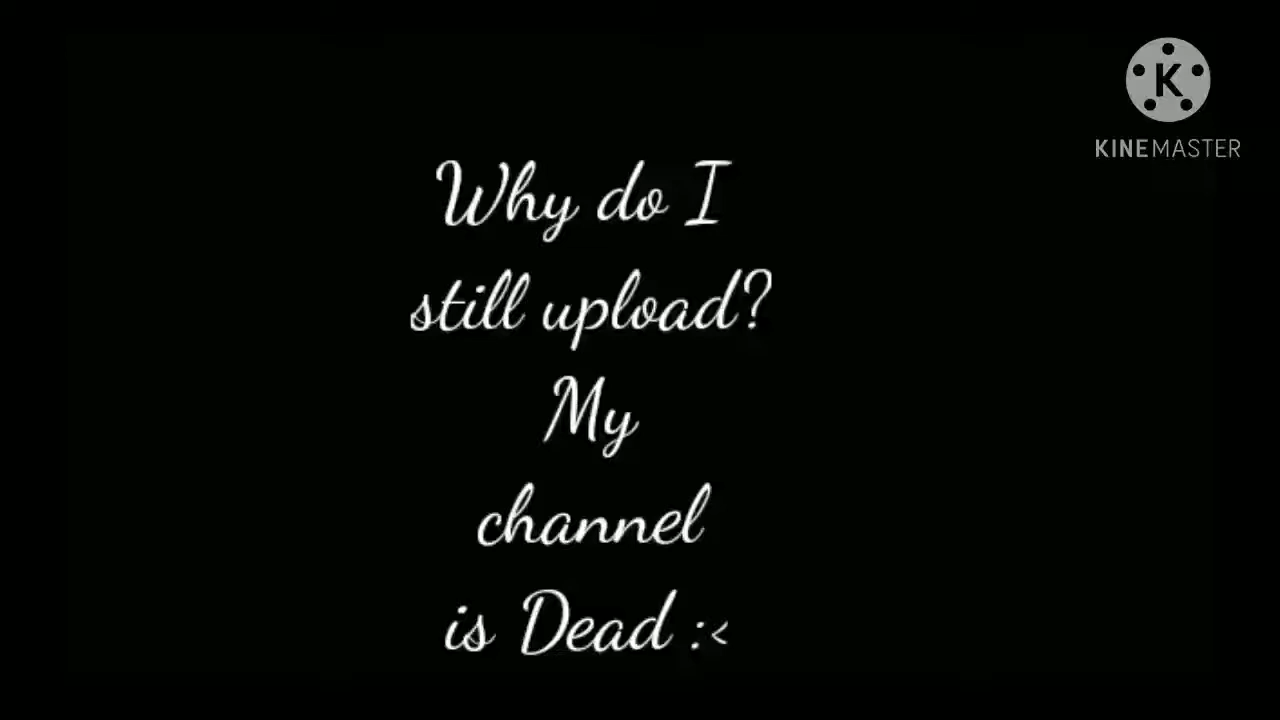 K
KINEMASTER
Why do I
still upload?
My
channel
is Dead :<